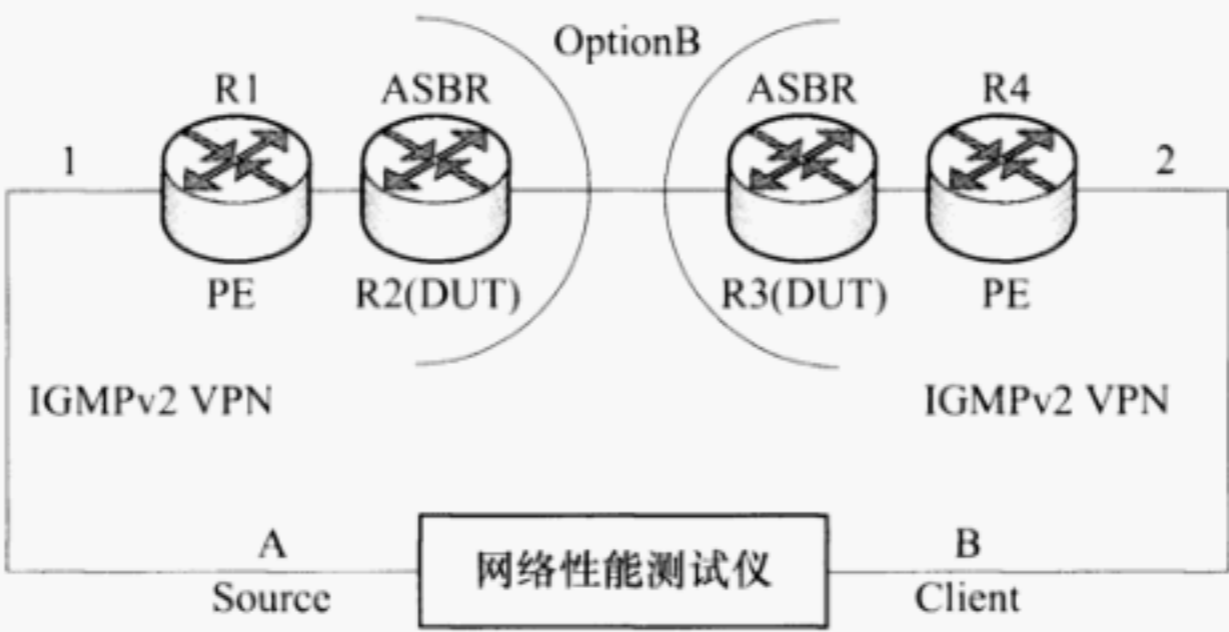 OptionB
R1
ASBR
ASBR
R4
1
2
PE
R2(DUT)
R3(DUT)
PE
IGMPv2 VPN
IGMPv2 VPN
A
Source
网络性能测试仪
B
Client